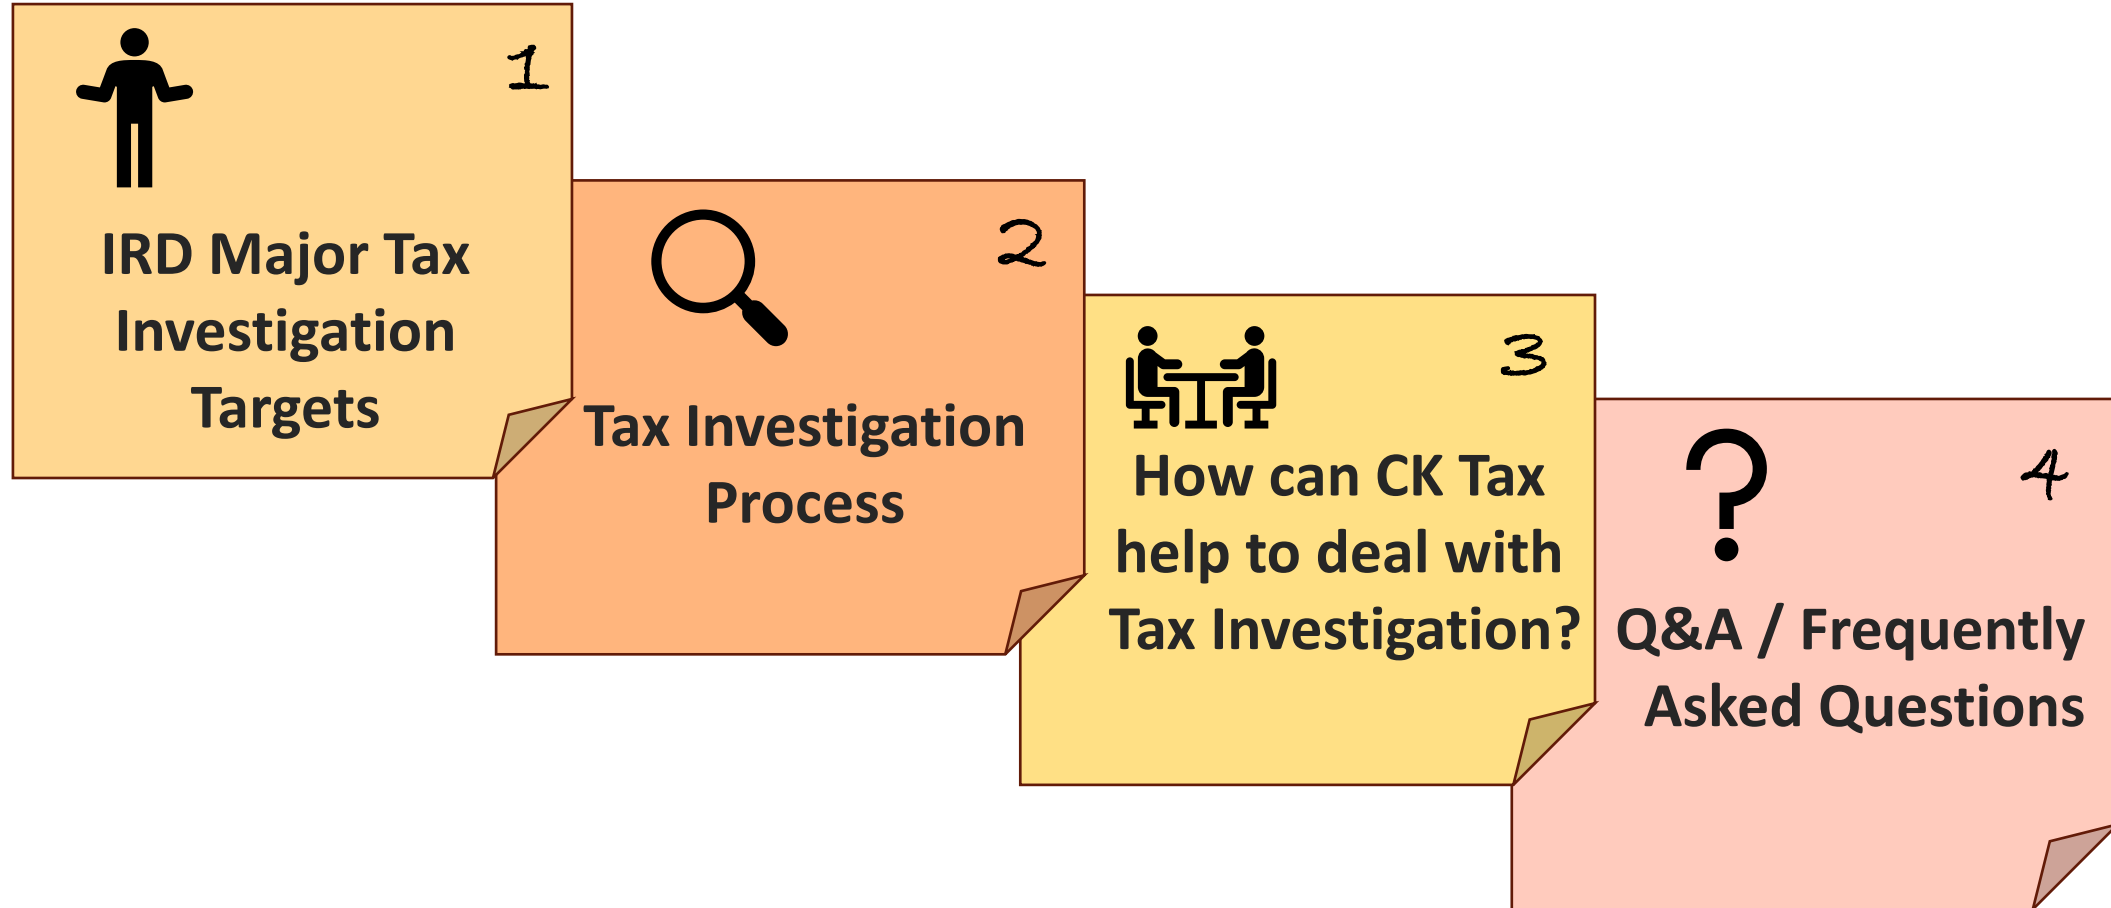 1
IRD Major Tax
Investigation
Targets
2
Tax Investigation
Process
3
How can CK Tax
help to deal with
Tax Investigation?
4
Q&A / Frequently
Asked Questions